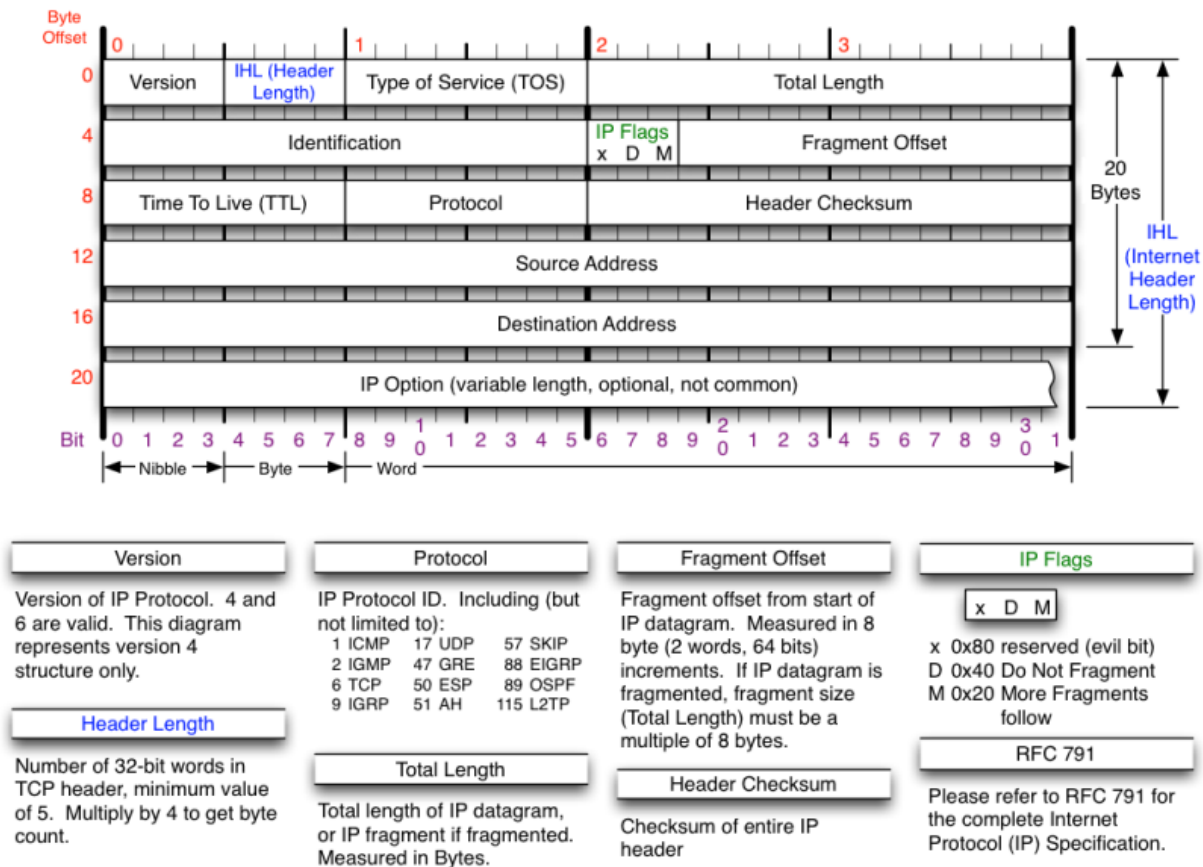 Byte
Offset
0 1 2 3
0 Version IHL (Header Length) Type of Service (TOS) Total Length
4 Identification IP Flags x D M Fragment Offset
8 Time To Live (TTL) Protocol Header Checksum
12 Source Address
16 Destination Address
20 IP Option (variable length, optional, not common)
20
Bytes
IHL
(Internet
Header
Length)
Bit 0 1 2 3 4 5 6 7 8 9 10 1 2 3 4 5 6 7 8 9 20 1 2 3 4 5 6 7 8 9 30 1
Nibble Byte Word
Version
Version of IP Protocol. 4 and
6 are valid. This diagram
represents version 4
structure only.
Header Length
Number of 32-bit words in
TCP header, minimum value
of 5. Multiply by 4 to get byte
count.
Protocol
IP Protocol ID. Including (but
not limited to):
1 ICMP 17 UDP 57 SKIP
2 IGMP 47 GRE 88 EIGRP
6 TCP 50 ESP 89 OSPF
9 IGRP 51 AH 115 L2TP
Total Length
Total length of IP datagram,
or IP fragment if fragmented.
Measured in Bytes.
Fragment Offset
Fragment offset from start of
IP datagram. Measured in 8
byte (2 words, 64 bits)
increments. If IP datagram is
fragmented, fragment size
(Total Length) must be a
multiple of 8 bytes.
Header Checksum
Checksum of entire IP
header
IP Flags
x D M
x 0x80 reserved (evil bit)
D 0x40 Do Not Fragment
M 0x20 More Fragments
follow
RFC 791
Please refer to RFC 791 for
the complete Internet
Protocol (IP) Specification.